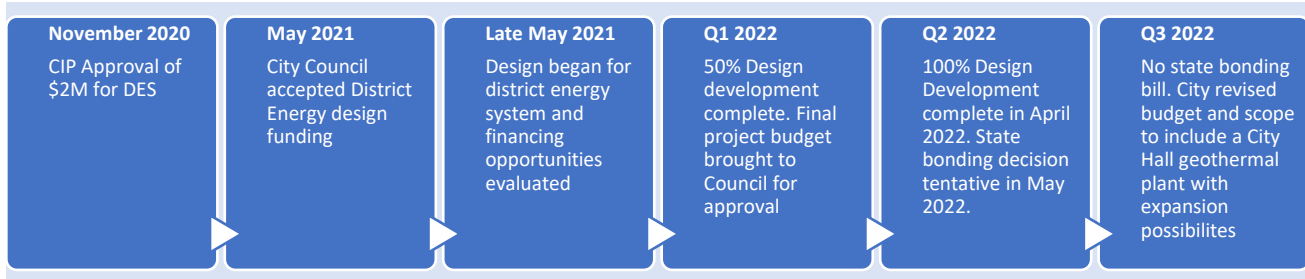 November 2020
CIP Approval of
$2M for DES
May 2021
City Council
accepted District
Energy design
funding
Late May 2021
Design began for
district energy
system and
financing
opportunities
evaluated
Q1 2022
50% Design
development
complete. Final
project budget
brought to
Council for
approval
Q2 2022
100% Design
Development
complete in April
2022. State
bonding decision
tentative in May
2022.
Q3 2022
No state bonding
bill. City revised
budget and scope
to include a City
Hall geothermal
plant with
expansion
possibilites